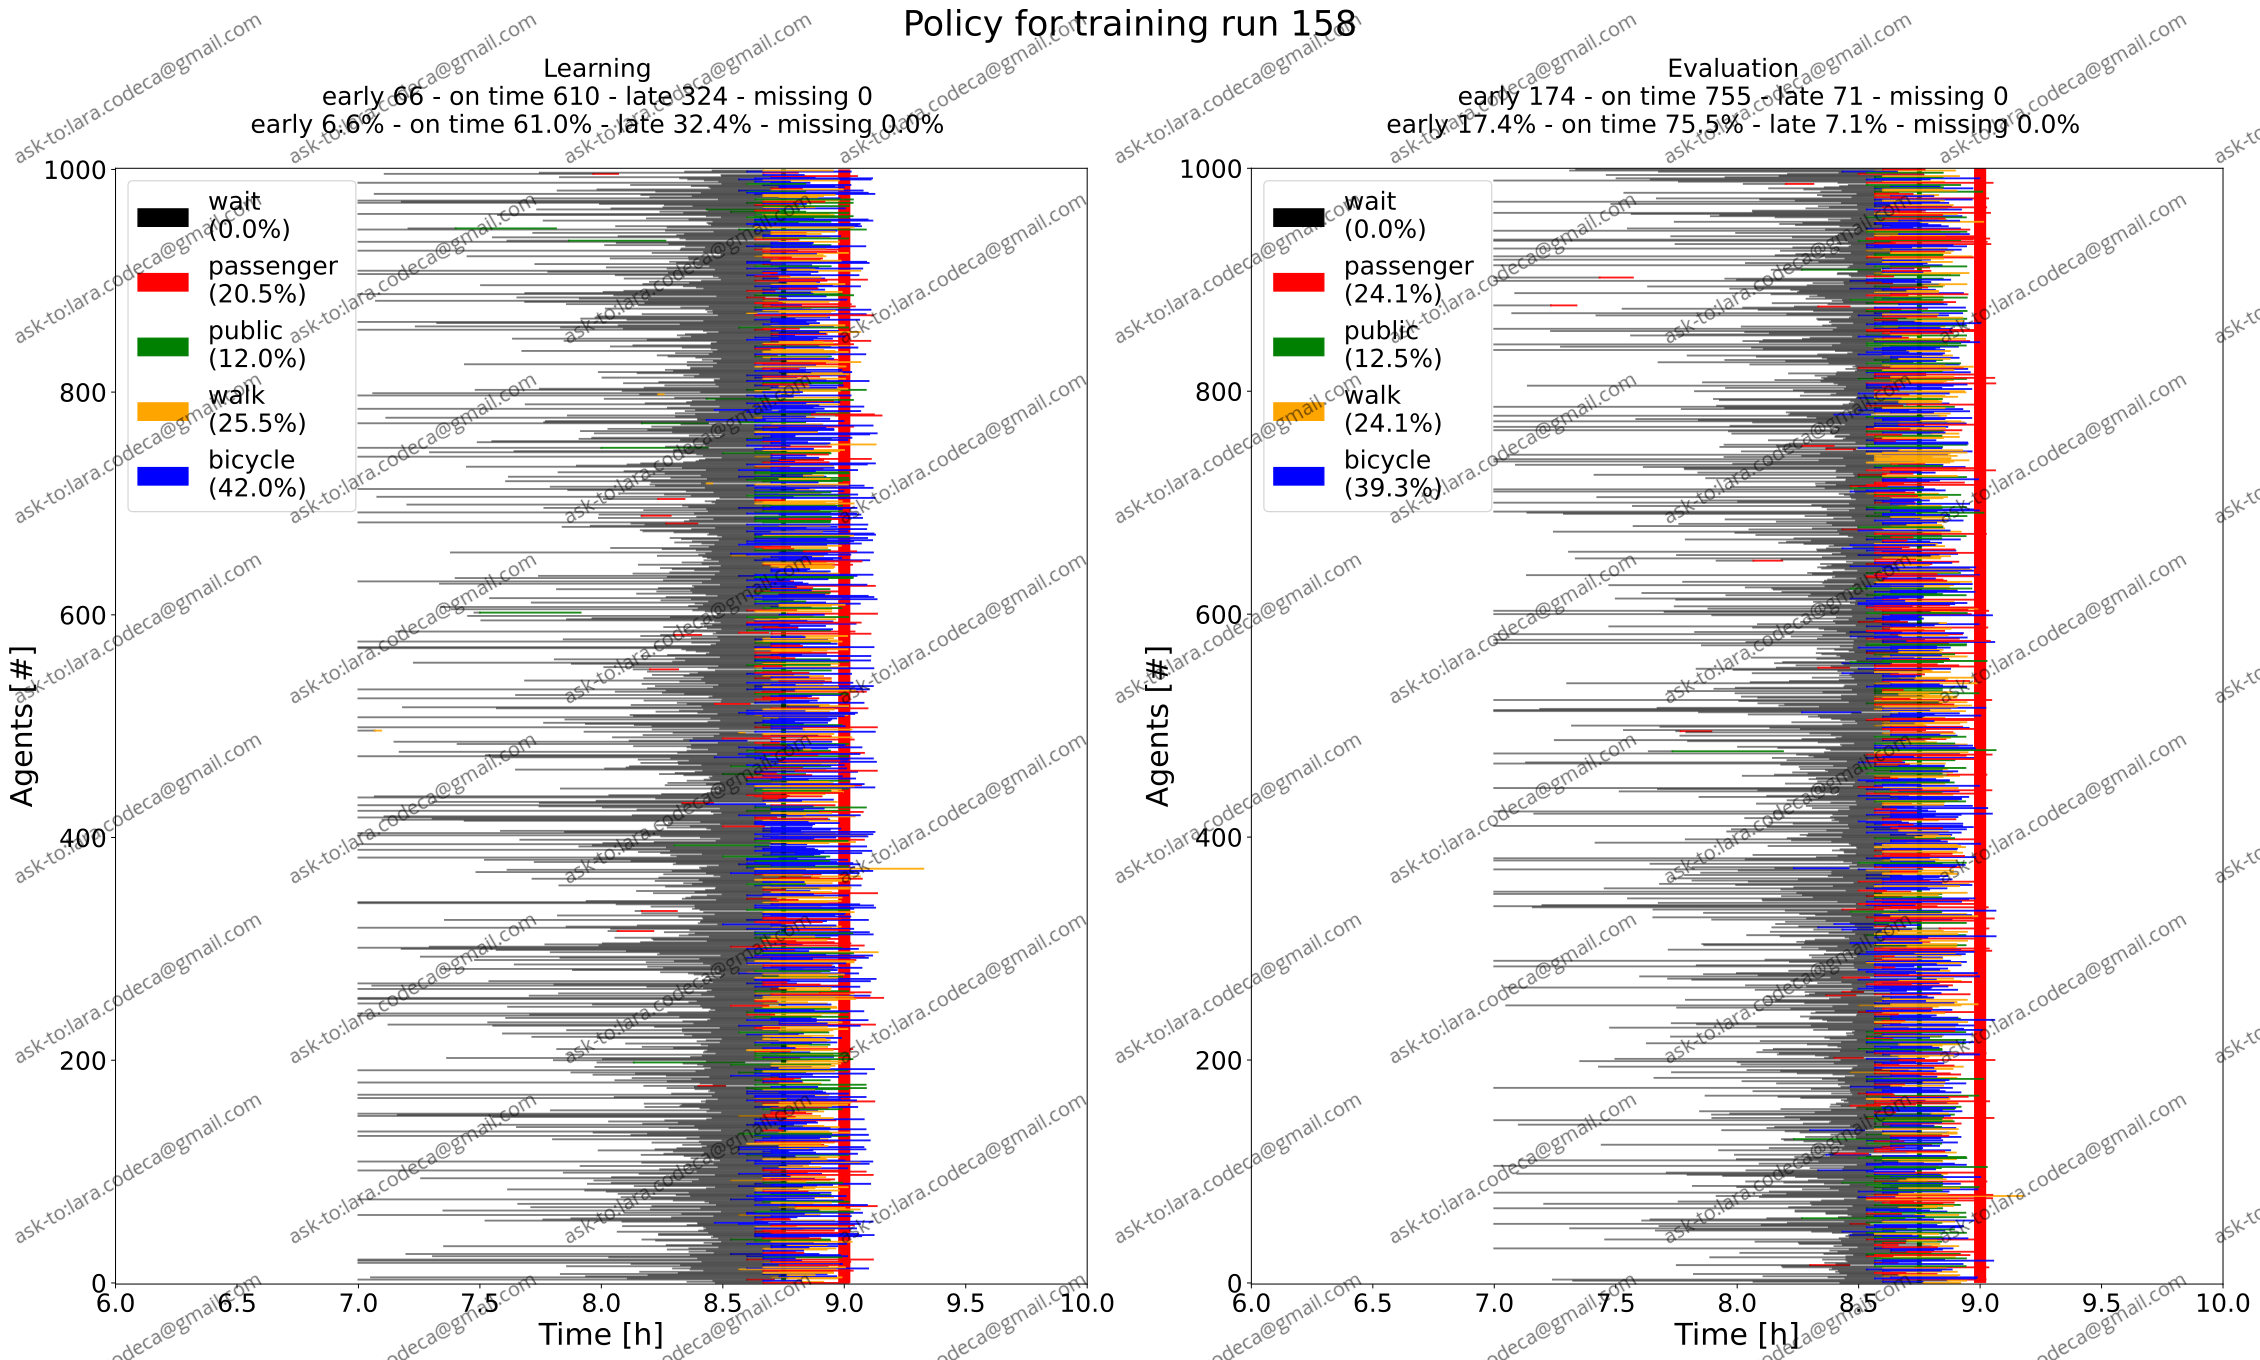 Policy for training run 158
Learning
early 66 - on time 610 - late 324 - missing 0
early 6.6% - on time 61.0% - late 32.4% - missing 0.0%
1000
800
600
400
200
0
Agents [#]
wait
(0.0%)
passenger
(20.5%)
public
(12.0%)
walk
(25.5%)
bicycle
(42.0%)
6.0 6.5 7.0 7.5 8.0 8.5 9.0 9.5 10.0
Time [h]
Evaluation
early 174 - on time 755 - late 71 - missing 0
early 17.4% - on time 75.5% - late 7.1% - missing 0.0%
1000
800
600
400
200
0
Agents [#]
wait
(0.0%)
passenger
(24.1%)
public
(12.5%)
walk
(24.1%)
bicycle
(39.3%)
6.0 6.5 7.0 7.5 8.0 8.5 9.0 9.5 10.0
Time [h]
ask-to:lara.codeca@gmail.com